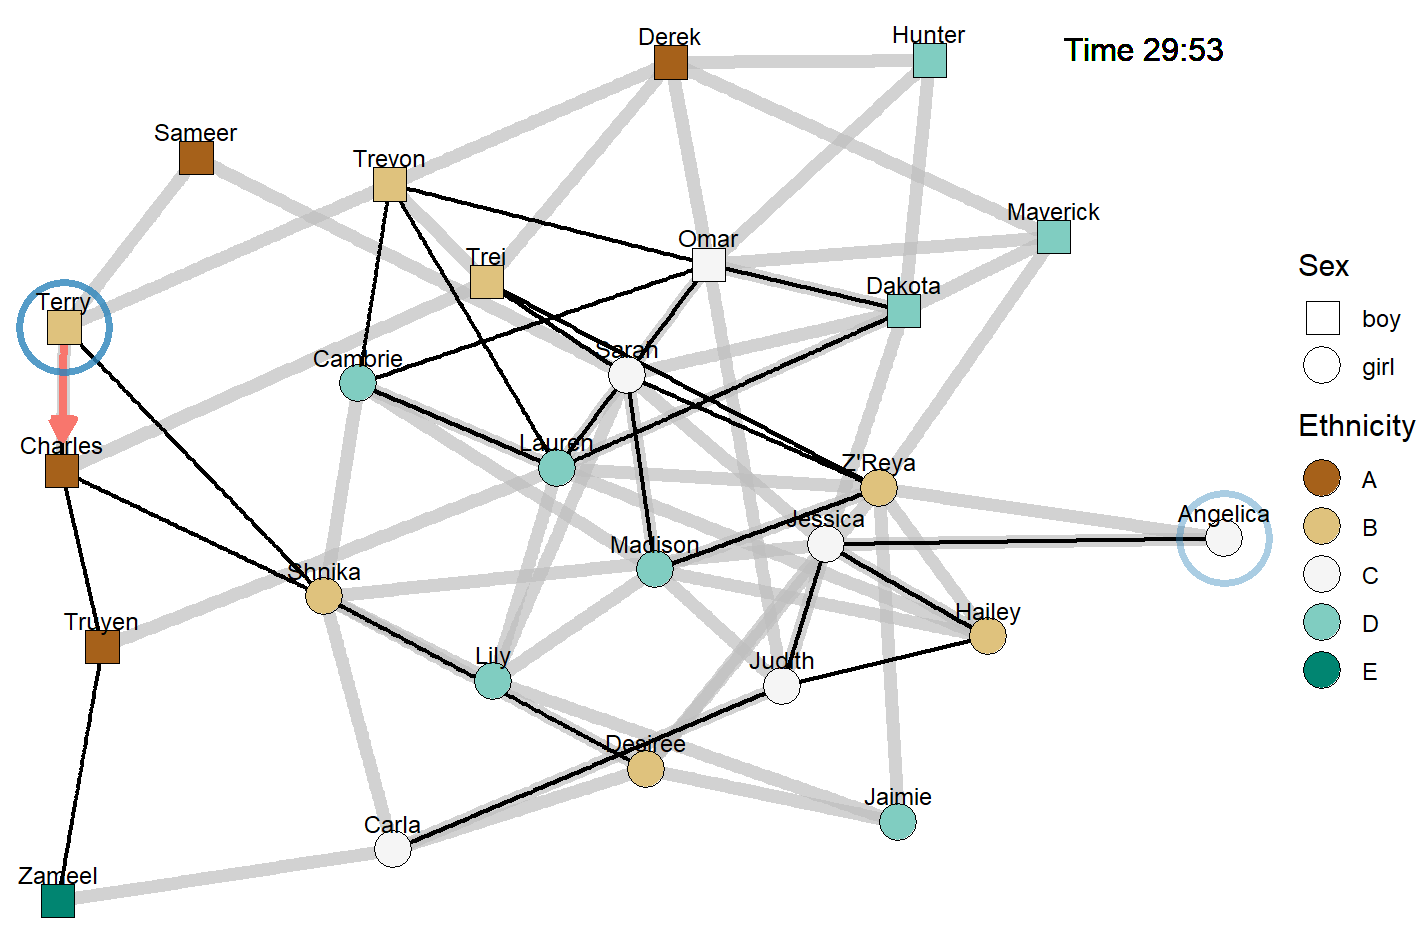 Derek
Hunter
Time 29:53
Sameer
Trevon
Maverick
Omar
Trei
Dakota
Terry
Sarah
Cambrie
Charles
Lauren
Z'Reya
Angelica
Jessica
Madison
Shnika
Hailey
Truyen
Lily
Judith
Desiree
Jaimie
Carla
Zameel
Sex
boy
girl
Ethnicity
A
B
C
D
E